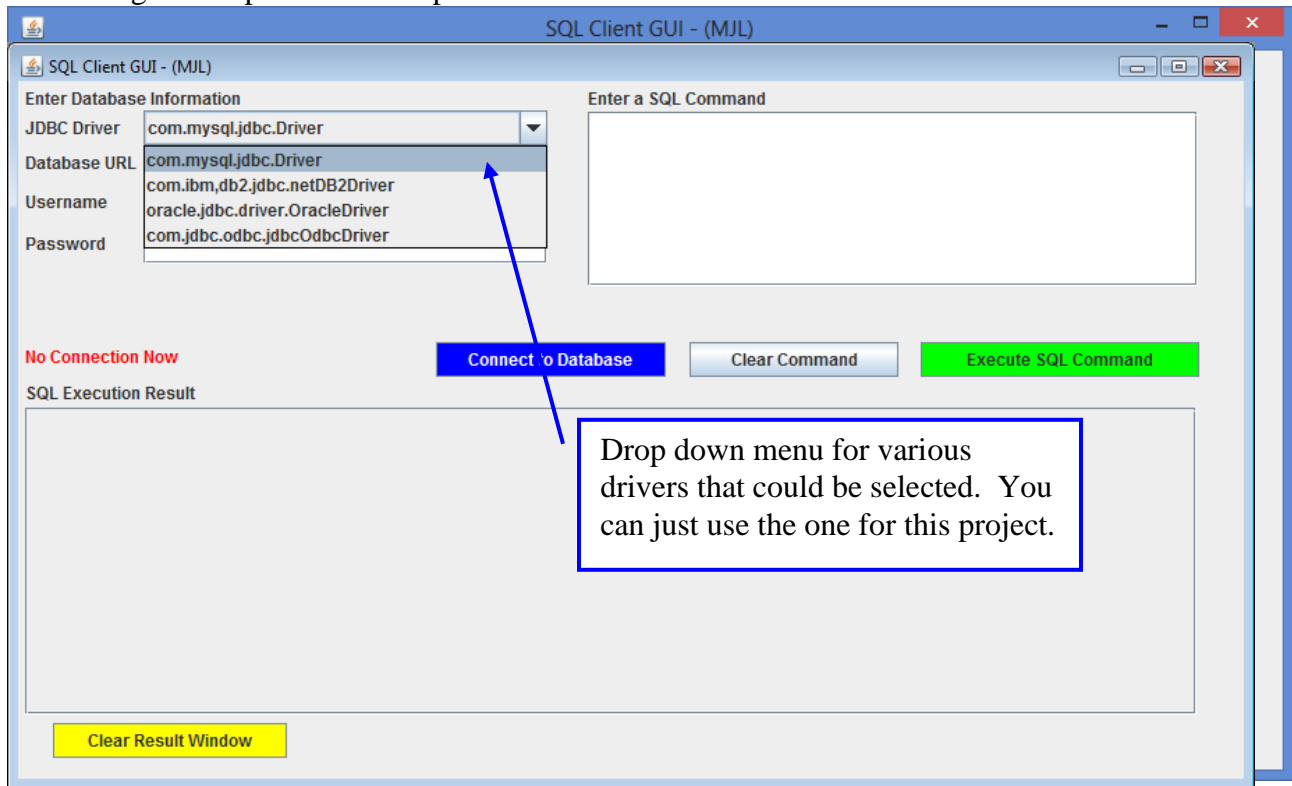 SQL Client GUI - (MJL)
SQL Client GUI - (MJL)
Enter Database Information
Enter a SQL Command
JDBC Driver com.mysql.jdbc.Driver
Database URL com.mysql.jdbc.Driver
com.ibm,db2.jdbc.netDB2Driver
Username
oracle.jdbc.driver.OracleDriver
Password com.jdbc.odbc.jdbcOdbcDriver
No Connection Now
Connect to Database
Clear Command
Execute SQL Command
SQL Execution Result
Drop down menu for various
drivers that could be selected. You
can just use the one for this project.
Clear Result Window